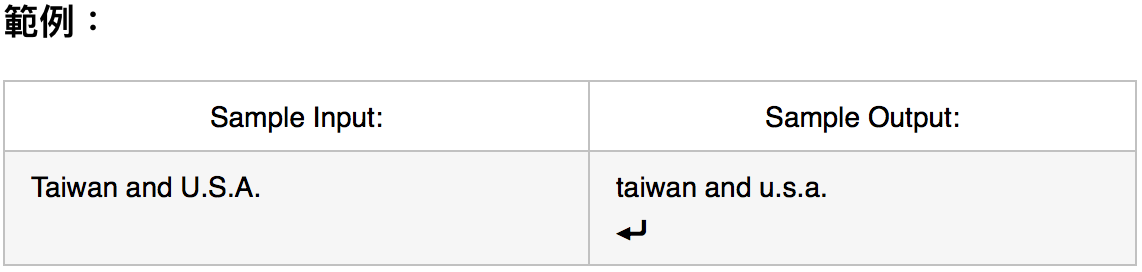 範例：
Sample Input:
Sample Output:
Taiwan and U.S.A.
taiwan and u.s.a.
↵